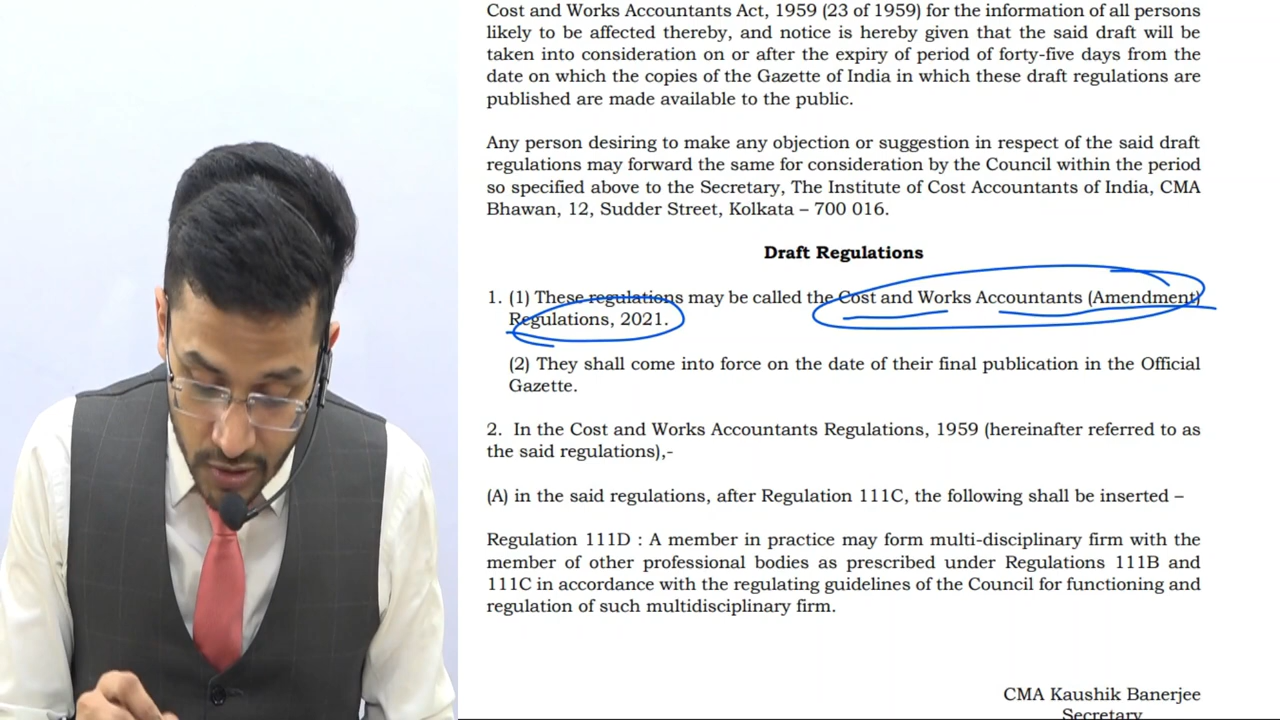 Cost and Works Accountants Act, 1959 (23 of 1959) for the information of all persons
likely to be affected thereby, and notice is hereby given that the said draft will be
taken into consideration on or after the expiry of period of forty-five days from the
date on which the copies of the Gazette of India in which these draft regulations are
published are made available to the public.
Any person desiring to make any objection or suggestion in respect of the said draft
regulations may forward the same for consideration by the Council within the period
so specified above to the Secretary, The Institute of Cost Accountants of India, CMA
Bhawan, 12, Sudder Street, Kolkata – 700 016.
Draft Regulations
1. (1) These regulations may be called the Cost and Works Accountants (Amendment)
Regulations, 2021.
(2) They shall come into force on the date of their final publication in the Official
Gazette.
2. In the Cost and Works Accountants Regulations, 1959 (hereinafter referred to as
the said regulations),-
(A) in the said regulations, after Regulation 111C, the following shall be inserted –
Regulation 111D : A member in practice may form multi-disciplinary firm with the
member of other professional bodies as prescribed under Regulations 111B and
111C in accordance with the regulating guidelines of the Council for functioning and
regulation of such multidisciplinary firm.
CMA Kaushik Banerjee
Secretary